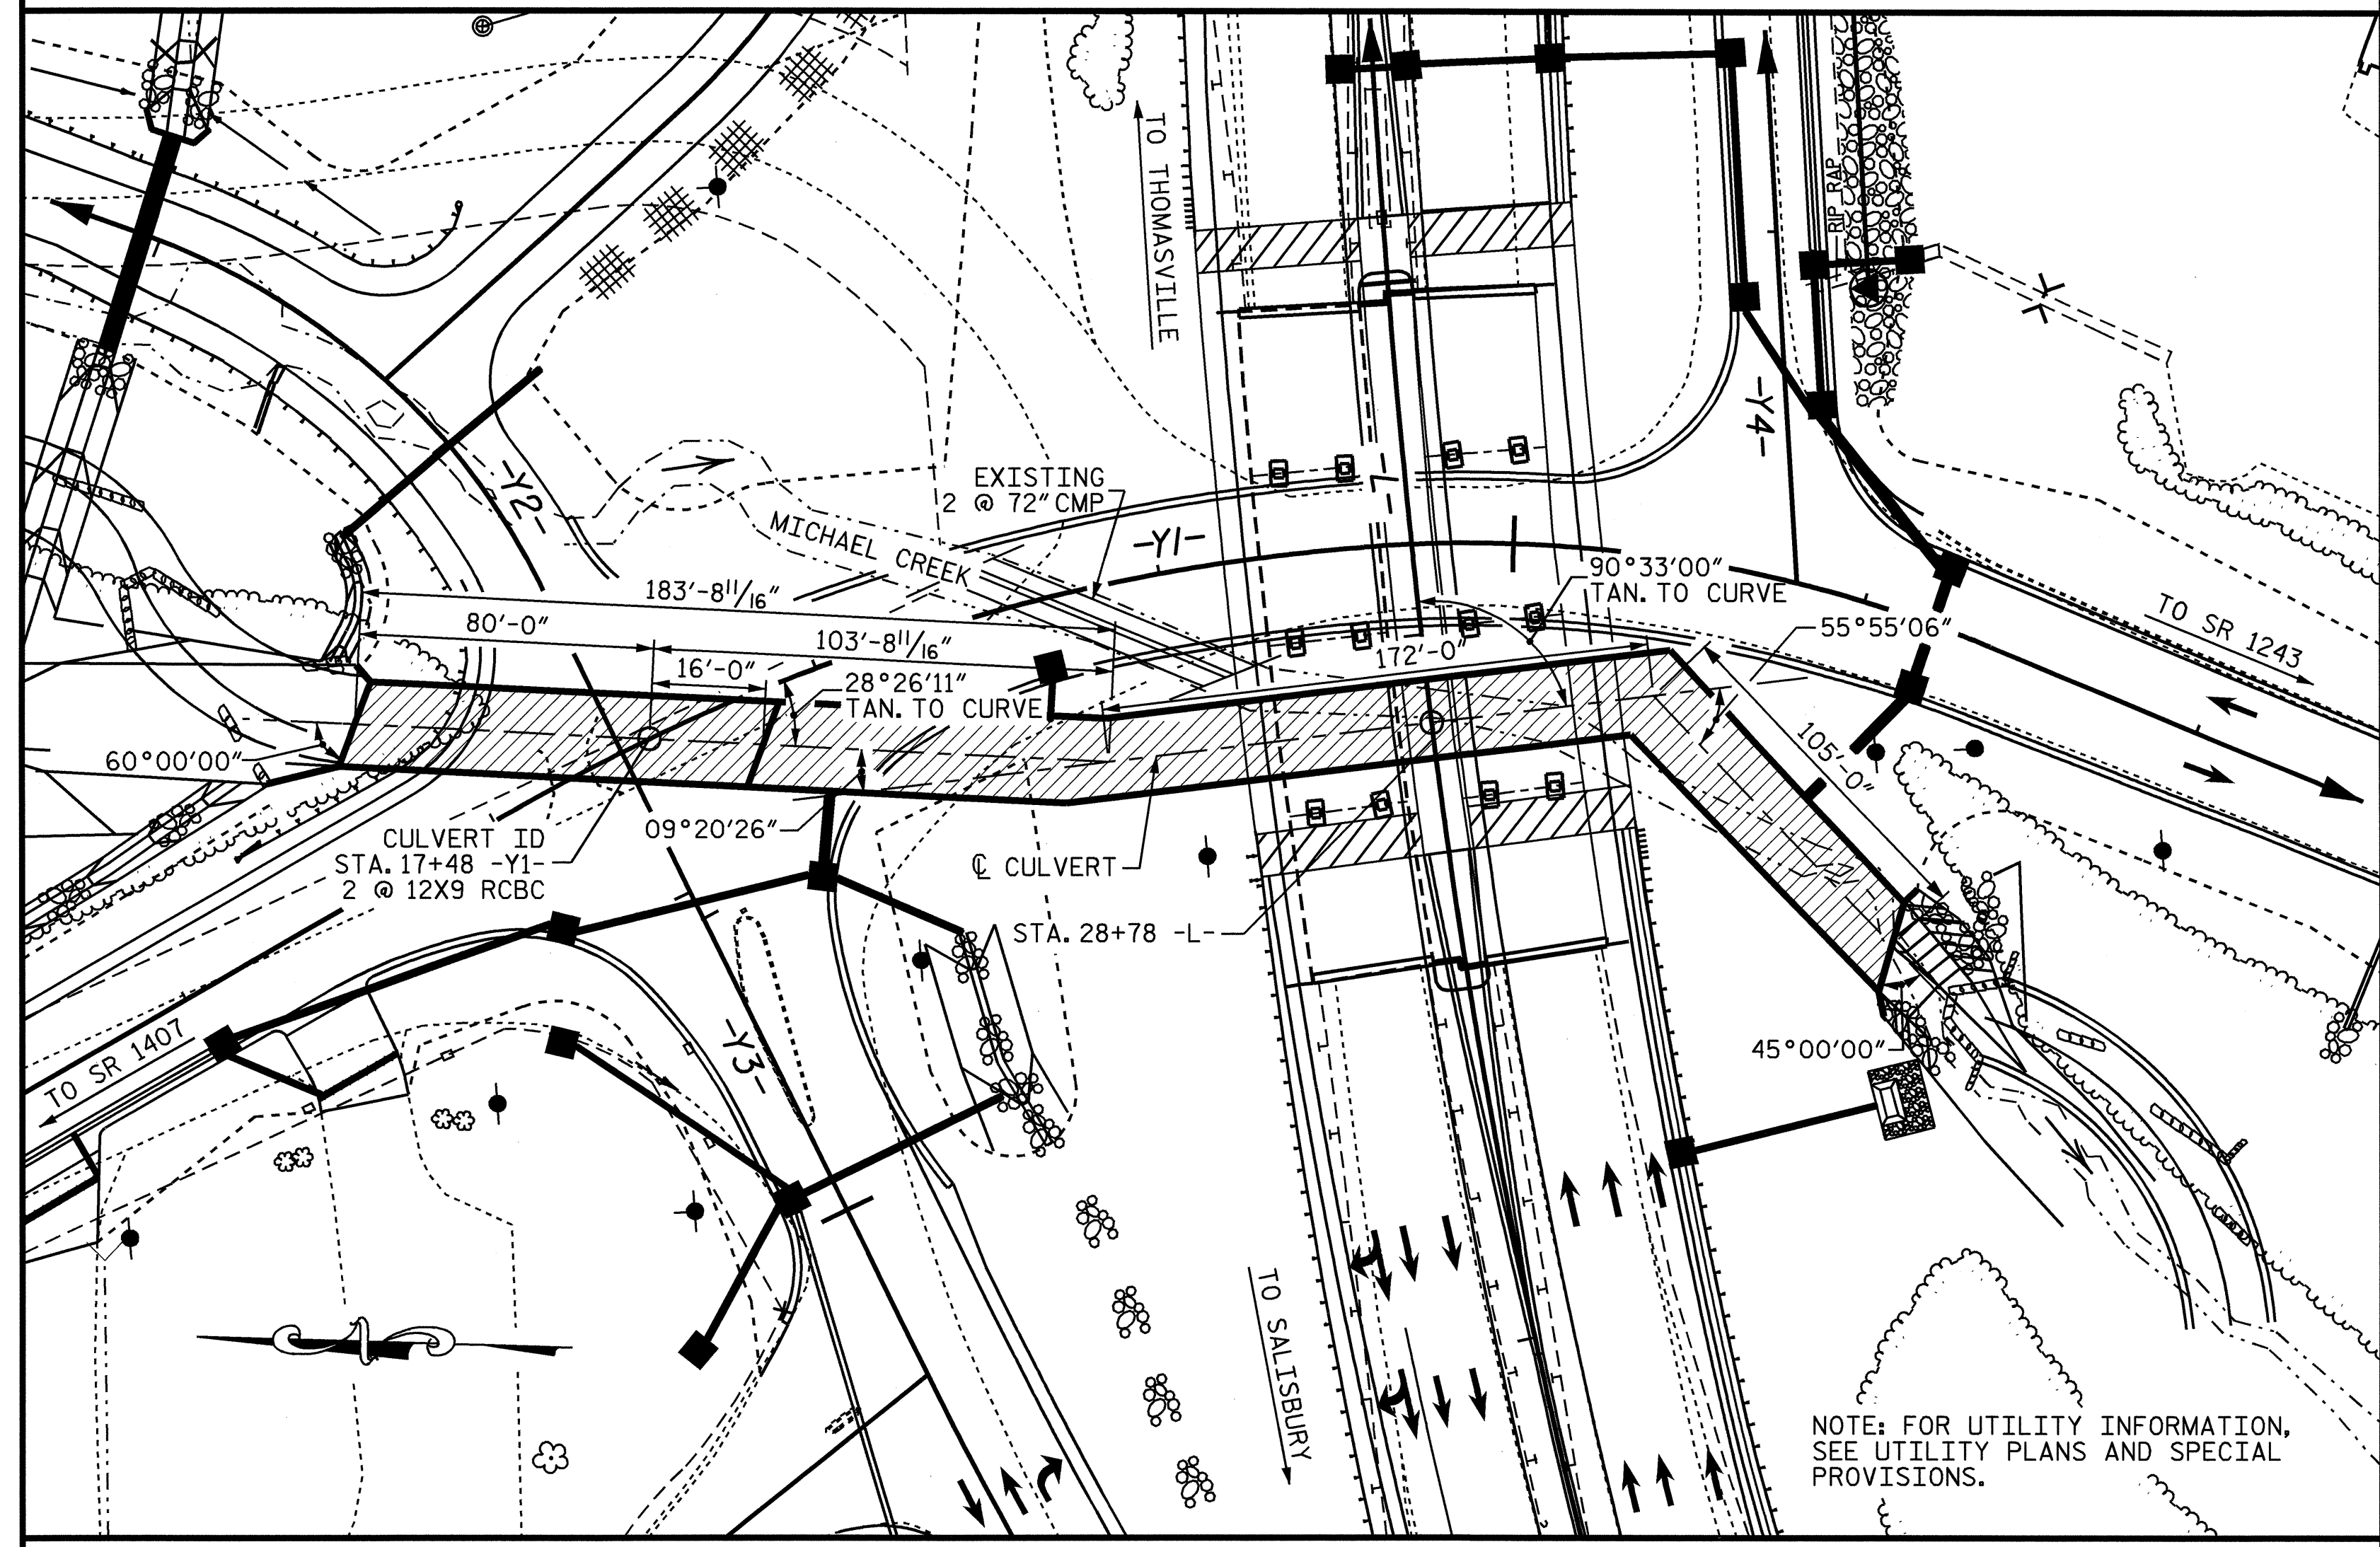 TO THOMASVILLE
RIP RAP
-Y4-
-Y2-
EXISTING
2 @ 72" CMP
MICHAEL CREEK
-Y1-
-L-
90°33'00"
TAN. TO CURVE
TO SR 1243
55°55'06"
183'-8 11/16"
80'-0"
103'-8 11/16"
16'-0"
172'-0"
28°26'11"
TAN. TO CURVE
105'-0"
60°00'00"
09°20'26"
CULVERT ID
STA. 17+48 -Y1-
2 @ 12X9 RCBC
℄ CULVERT
STA. 28+78 -L-
TO SR 1407
-Y3-
45°00'00"
TO SALISBURY
NOTE: FOR UTILITY INFORMATION,
SEE UTILITY PLANS AND SPECIAL
PROVISIONS.